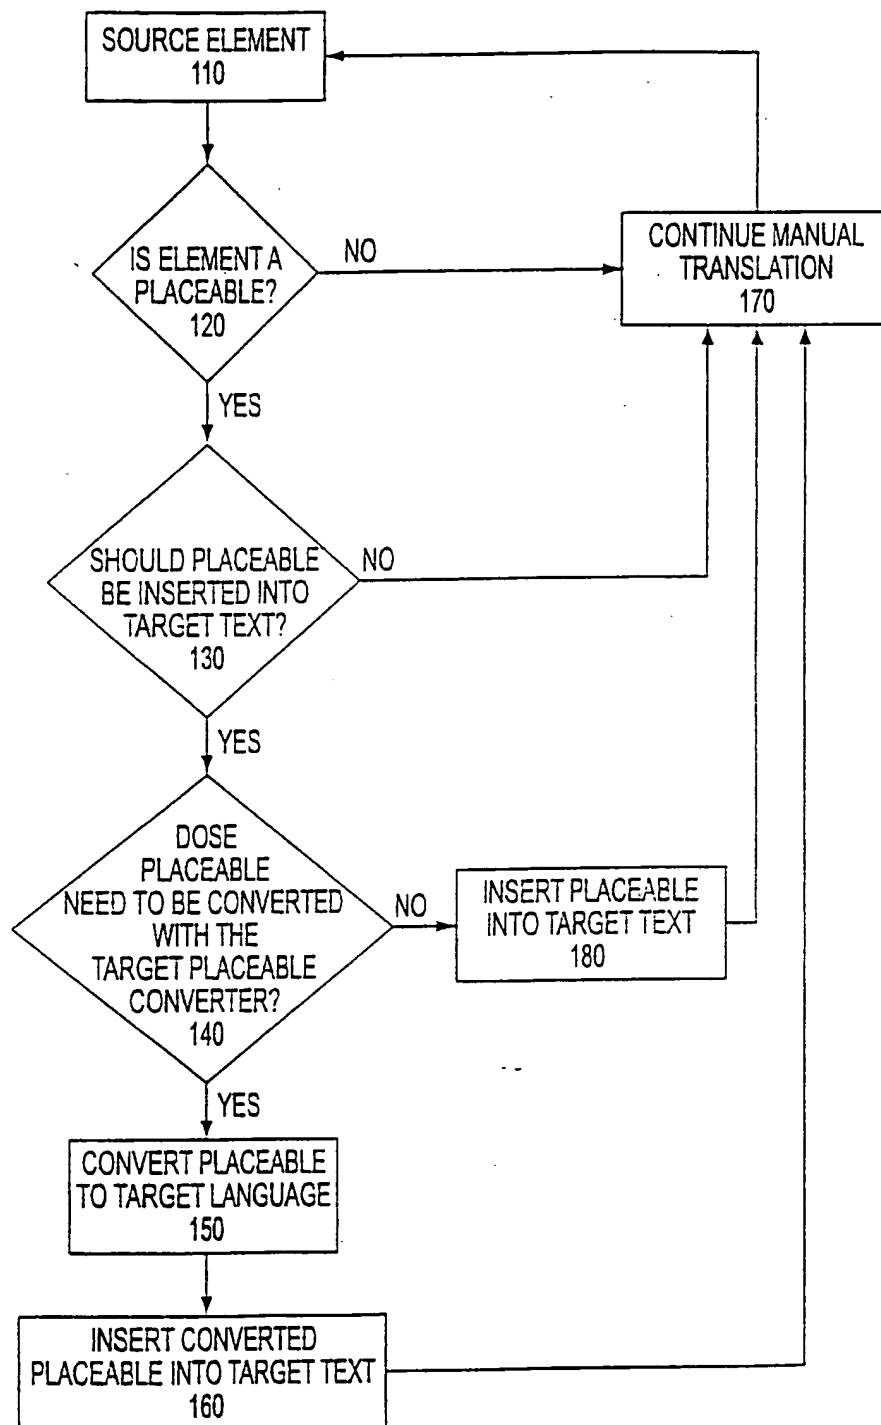 SOURCE ELEMENT
110
IS ELEMENT A
PLACEABLE?
120
NO
CONTINUE MANUAL
TRANSLATION
170
YES
SHOULD PLACEABLE
BE INSERTED INTO
TARGET TEXT?
130
NO
YES
DOSE
PLACEABLE
NEED TO BE CONVERTED
WITH THE
TARGET PLACEABLE
CONVERTER?
140
NO
INSERT PLACEABLE
INTO TARGET TEXT
180
YES
CONVERT PLACEABLE
TO TARGET LANGUAGE
150
INSERT CONVERTED
PLACEABLE INTO TARGET TEXT
160